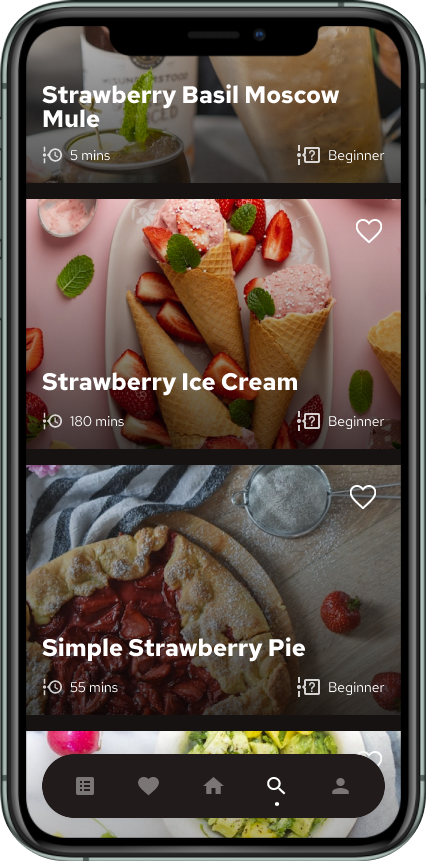 Strawberry Basil Moscow
Mule
5 mins
Beginner
Strawberry Ice Cream
180 mins
Beginner
Simple Strawberry Pie
55 mins
Beginner